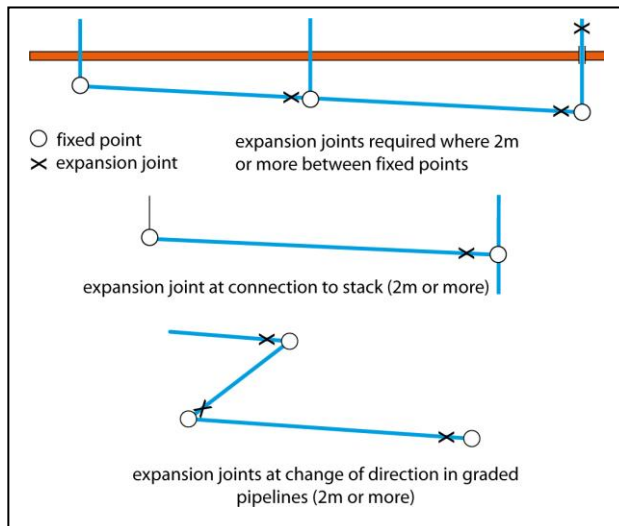 fixed point
expansion joint
expansion joints required where 2m
or more between fixed points
expansion joint at connection to stack (2m or more)
expansion joints at change of direction in graded
pipelines (2m or more)